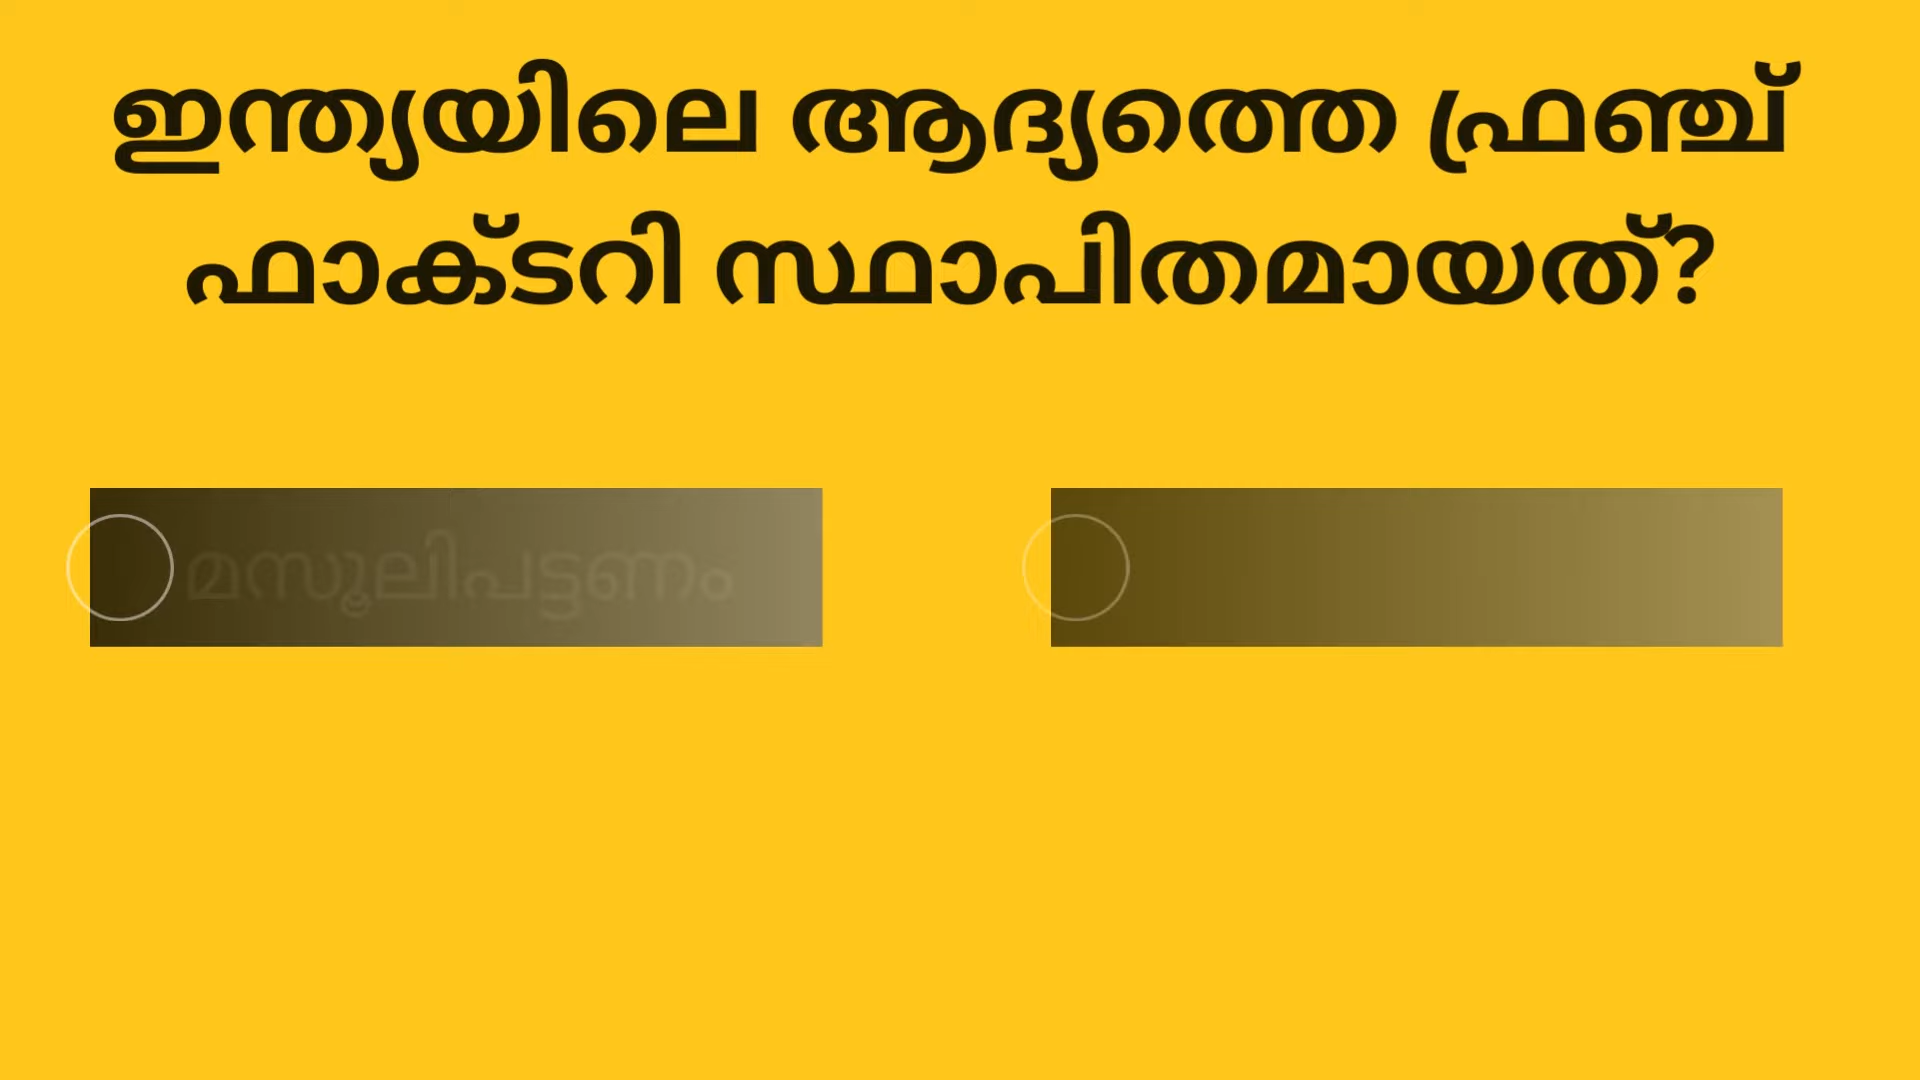 ഇന്ത്യയിലെ ആദ്യത്തെ ഫ്രഞ്ച്
ഫാക്ടറി സ്ഥാപിതമായത്?
മസൂലിപട്ടണം